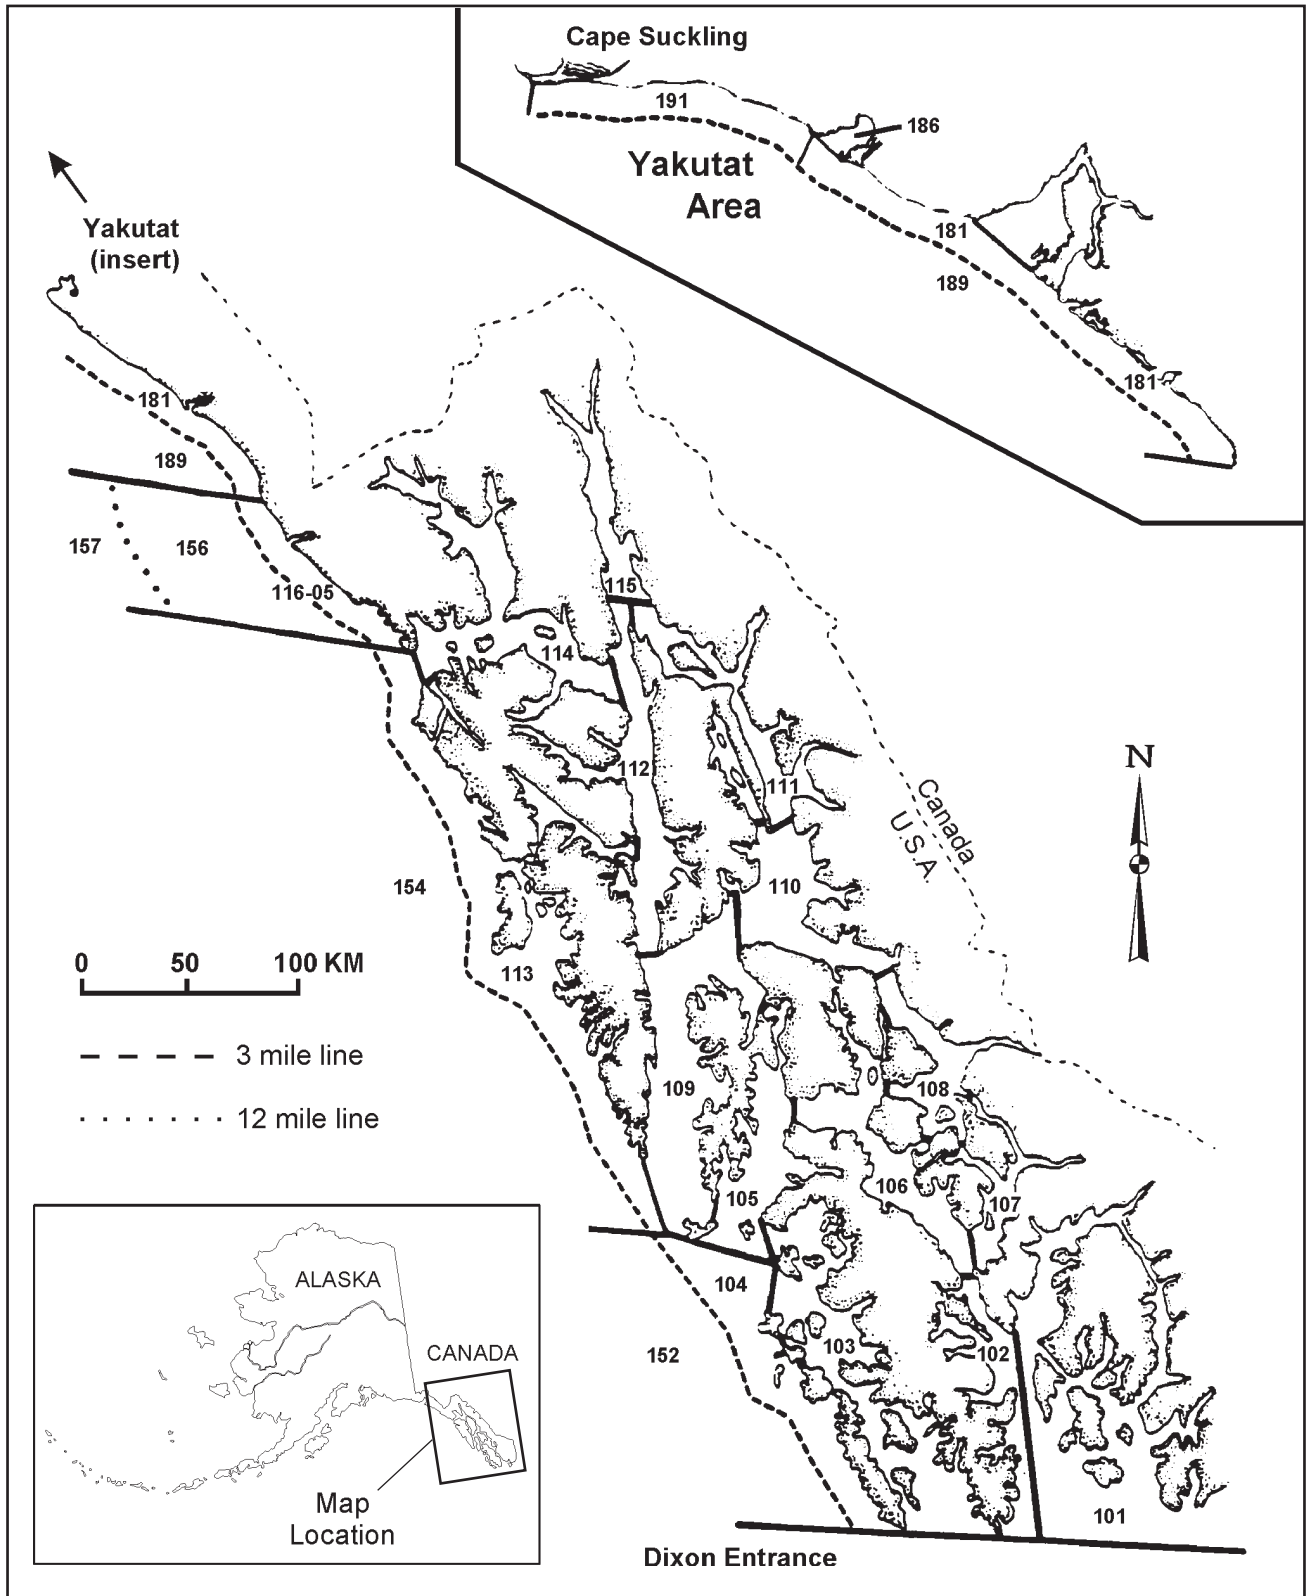 Cape Suckling
191
186
Yakutat
Area
181
189
181
Yakutat
(insert)
181
189
157
156
116-05
115
114
112
111
Canada
U.S.A.
N
154
110
113
0 50 100 KM
3 mile line
12 mile line
109
108
105
106
107
104
103
102
152
101
Dixon Entrance
ALASKA
CANADA
Map
Location